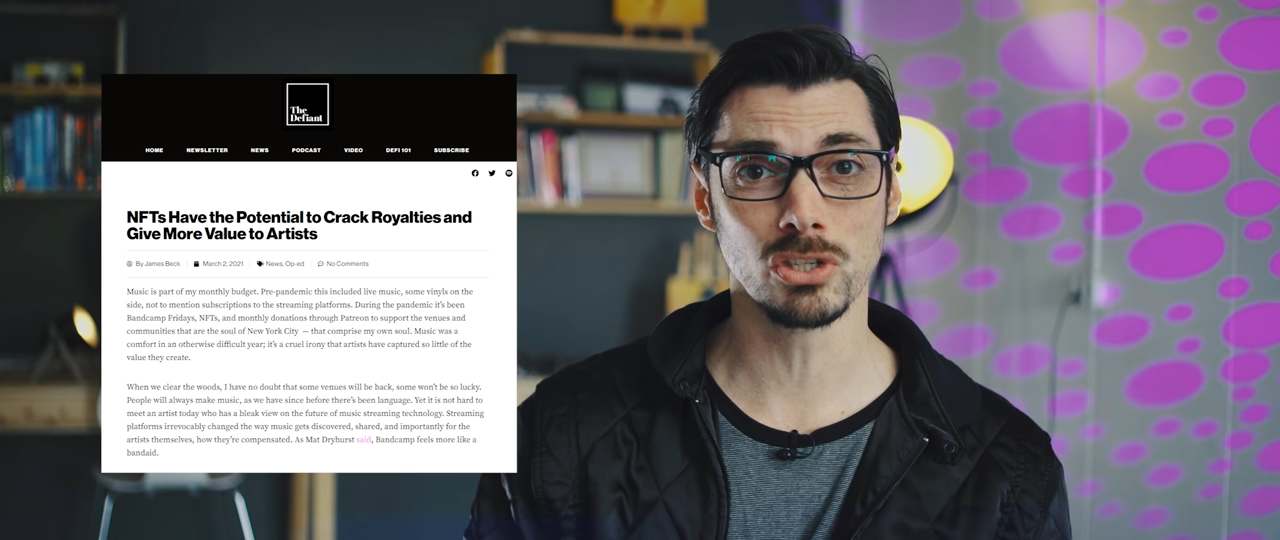 The
Defiant
HOME NEWSLETTER NEWS PODCAST VIDEO DEFI 101 SUBSCRIBE
NFTs Have the Potential to Crack Royalties and
Give More Value to Artists
By James Beck March 2, 2021 News, Op-ed No Comments
Music is part of my monthly budget. Pre-pandemic this included live music, some vinyls on the
side, not to mention subscriptions to the streaming platforms. During the pandemic it's been
Bandcamp Fridays, NFTs, and monthly donations through Patreon to support the venues and
communities that are the soul of New York City — that comprise my own soul. Music was a
comfort in an otherwise difficult year; it's a cruel irony that artists have captured so little of the
value they create.
When we clear the woods, I have no doubt that some venues will be back, some won't be so lucky.
People will always make music, as we have since before there's been language. Yet it is not hard to
meet an artist today who has a bleak view on the future of music streaming technology. Streaming
platforms irrevocably changed the way music gets discovered, shared, and importantly for the
artists themselves, how they're compensated. As Mat Dryhurst said, Bandcamp feels more like a
bandaid.